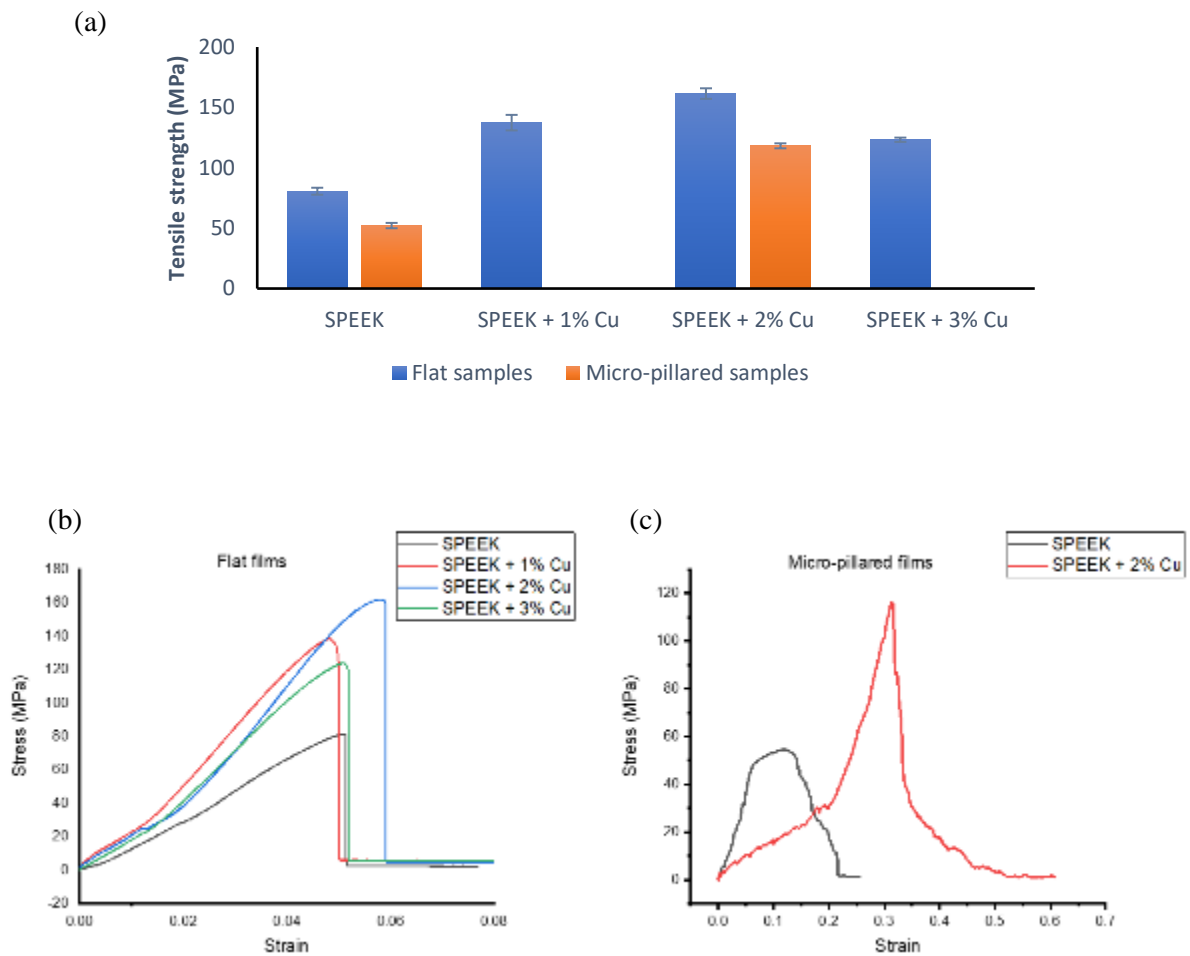 (a)
Tensile strength (MPa)
200
150
100
50
0
SPEEK
SPEEK + 1% Cu
SPEEK + 2% Cu
SPEEK + 3% Cu
Flat samples
Micro-pillared samples
(b)
Flat films
SPEEK
SPEEK + 1% Cu
SPEEK + 2% Cu
SPEEK + 3% Cu
Stress (MPa)
180
160
140
120
100
80
60
40
20
0
-20
0.00
0.02
0.04
0.06
0.08
Strain
(c)
Micro-pillared films
SPEEK
SPEEK + 2% Cu
Stress (MPa)
120
100
80
60
40
20
0
0.0
0.1
0.2
0.3
0.4
0.5
0.6
0.7
Strain